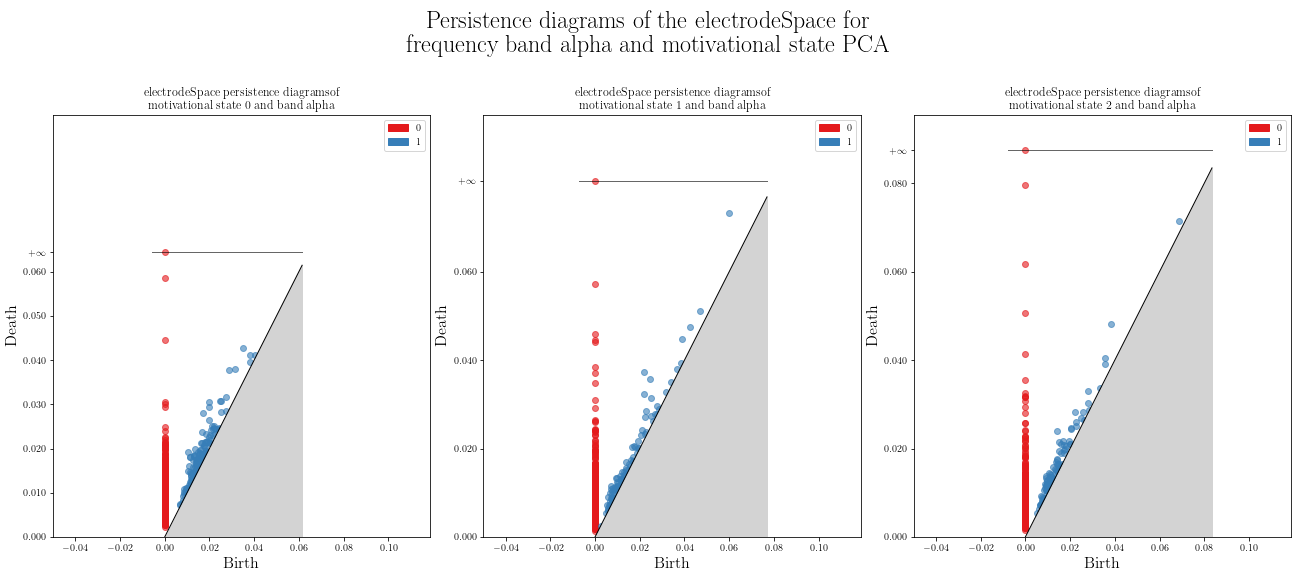 Persistence diagrams of the electrodeSpace for
frequency band alpha and motivational state PCA
electrodeSpace persistence diagramsof
motivational state 0 and band alpha
0
1
+∞
0.060
0.050
0.040
0.030
0.020
0.010
0.000
Death
−0.04 −0.02 0.00 0.02 0.04 0.06 0.08 0.10
Birth
electrodeSpace persistence diagramsof
motivational state 1 and band alpha
0
1
+∞
0.060
0.040
0.020
0.000
Death
−0.04 −0.02 0.00 0.02 0.04 0.06 0.08 0.10
Birth
electrodeSpace persistence diagramsof
motivational state 2 and band alpha
0
1
+∞
0.080
0.060
0.040
0.020
0.000
Death
−0.04 −0.02 0.00 0.02 0.04 0.06 0.08 0.10
Birth